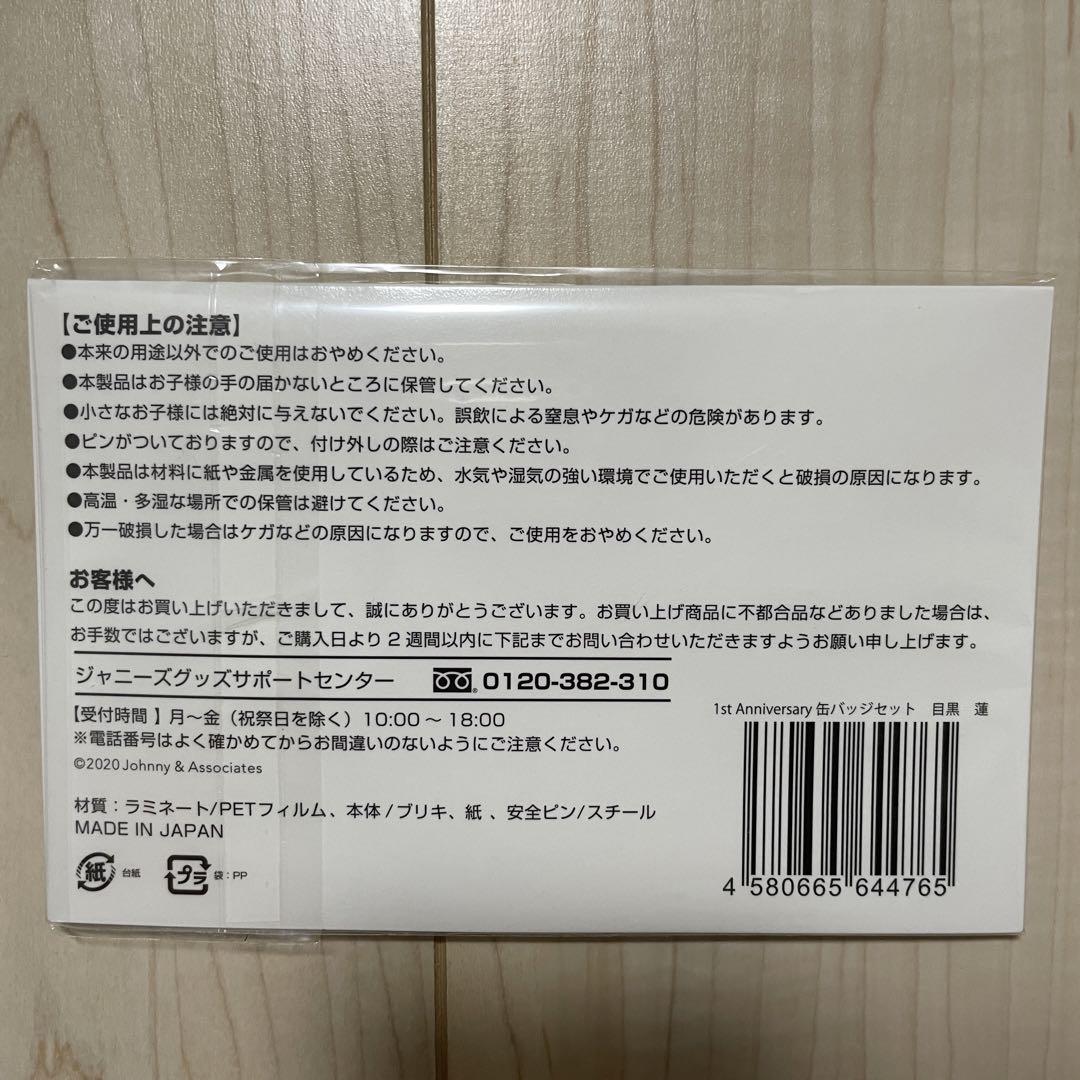 【ご使用上の注意】
●本来の用途以外でのご使用はおやめください。
●本製品はお子様の手の届かないところに保管してください。
●小さなお子様には絶対に与えないでください。誤飲による窒息やケガなどの危険があります。
●ピンがついておりますので、付け外しの際はご注意ください。
●本製品は材料に紙や金属を使用しているため、水気や湿気の強い環境でご使用いただくと破損の原因になります。
●高温・多湿な場所での保管は避けてください。
●万一破損した場合はケガなどの原因になりますので、ご使用をおやめください。
お客様へ
この度はお買い上げいただきまして、誠にありがとうございます。お買い上げ商品に不都合品などありました場合は、
お手数ではございますが、ご購入日より2週間以内に下記までお問い合わせいただきますようお願い申し上げます。
ジャニーズグッズサポートセンター 0120-382-310
【受付時間】月〜金（祝祭日を除く）10:00〜18:00
※電話番号はよく確かめてからお間違いのないようにご注意ください。
©2020 Johnny & Associates
材質：ラミネート/PETフィルム、本体/ブリキ、紙、安全ピン/スチール
MADE IN JAPAN
紙 台紙 プラ 袋：PP
1st Anniversary 缶バッジセット 目黒 蓮
4 580665 644765